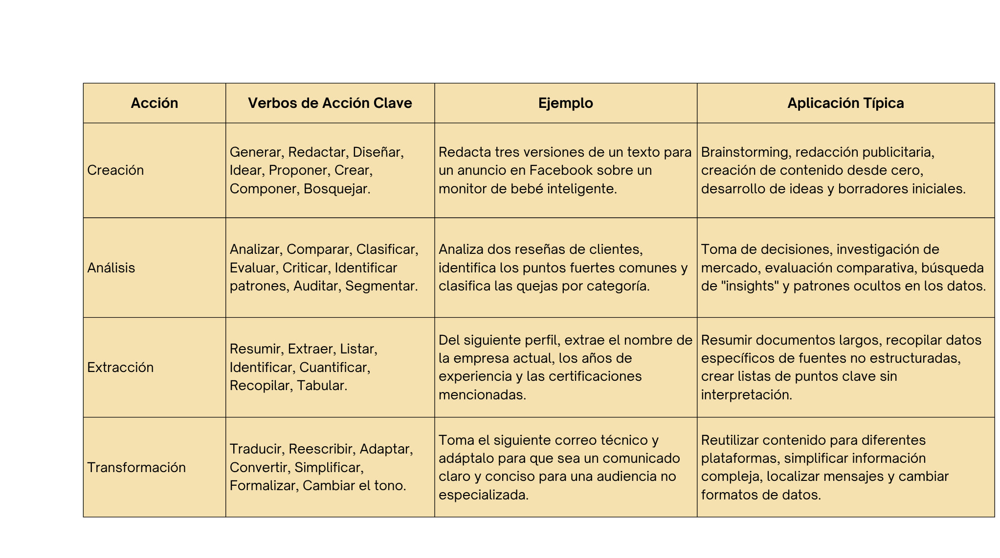 Acción
Verbos de Acción Clave
Ejemplo
Aplicación Típica
Creación
Generar, Redactar, Diseñar,
Idear, Proponer, Crear,
Componer, Bosquejar.
Redacta tres versiones de un texto para
un anuncio en Facebook sobre un
monitor de bebé inteligente.
Brainstorming, redacción publicitaria,
creación de contenido desde cero,
desarrollo de ideas y borradores iniciales.
Análisis
Analizar, Comparar, Clasificar,
Evaluar, Criticar, Identificar
patrones, Auditar, Segmentar.
Analiza dos reseñas de clientes,
identifica los puntos fuertes comunes y
clasifica las quejas por categoría.
Toma de decisiones, investigación de
mercado, evaluación comparativa, búsqueda
de "insights" y patrones ocultos en los datos.
Extracción
Resumir, Extraer, Listar,
Identificar, Cuantificar,
Recopilar, Tabular.
Del siguiente perfil, extrae el nombre de
la empresa actual, los años de
experiencia y las certificaciones
mencionadas.
Resumir documentos largos, recopilar datos
específicos de fuentes no estructuradas,
crear listas de puntos clave sin
interpretación.
Transformación
Traducir, Reescribir, Adaptar,
Convertir, Simplificar,
Formalizar, Cambiar el tono.
Toma el siguiente correo técnico y
adáptalo para que sea un comunicado
claro y conciso para una audiencia no
especializada.
Reutilizar contenido para diferentes
plataformas, simplificar información
compleja, localizar mensajes y cambiar
formatos de datos.